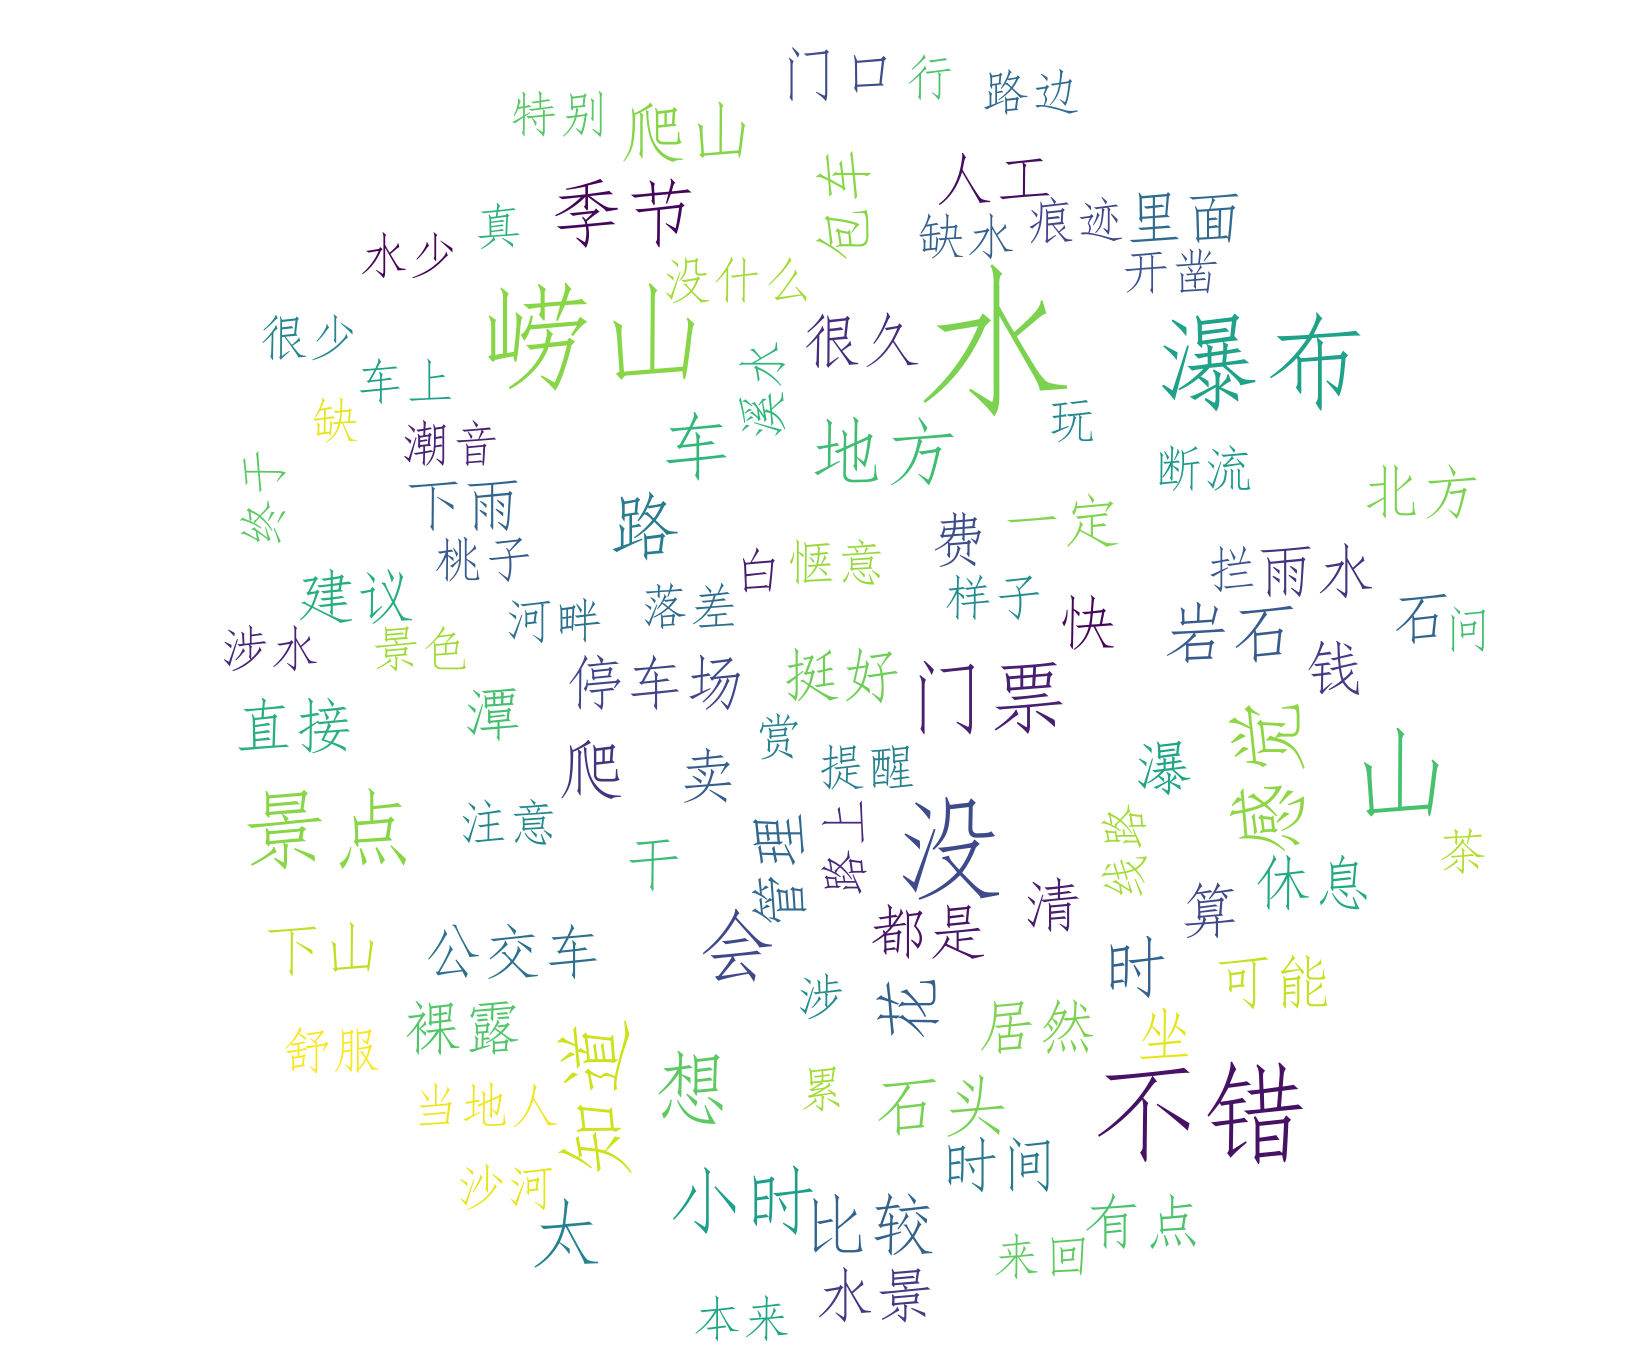 门口
行
路边
特别
爬山
包车
人工
季节
真
水少
缺水
痕迹
里面
开凿
没什么
崂山
很久
水
瀑布
很少
车上
溪水
缺
潮音
车
地方
玩
断流
北方
终于
下雨
路
费
一定
桃子
白
惬意
拦
雨水
建议
河畔
落差
样子
快
岩石
石
问
涉水
景色
停车场
挺好
门票
钱
直接
潭
爬
卖
赏
提醒
瀑
感觉
山
景点
注意
干
管理
路上
没
线路
茶
休息
清
算
下山
公交车
会
都是
时
可能
裸露
涉
花
居然
坐
舒服
知道
想
累
石头
不错
当地人
沙河
太
小时
比较
时间
有点
来回
水景
本来